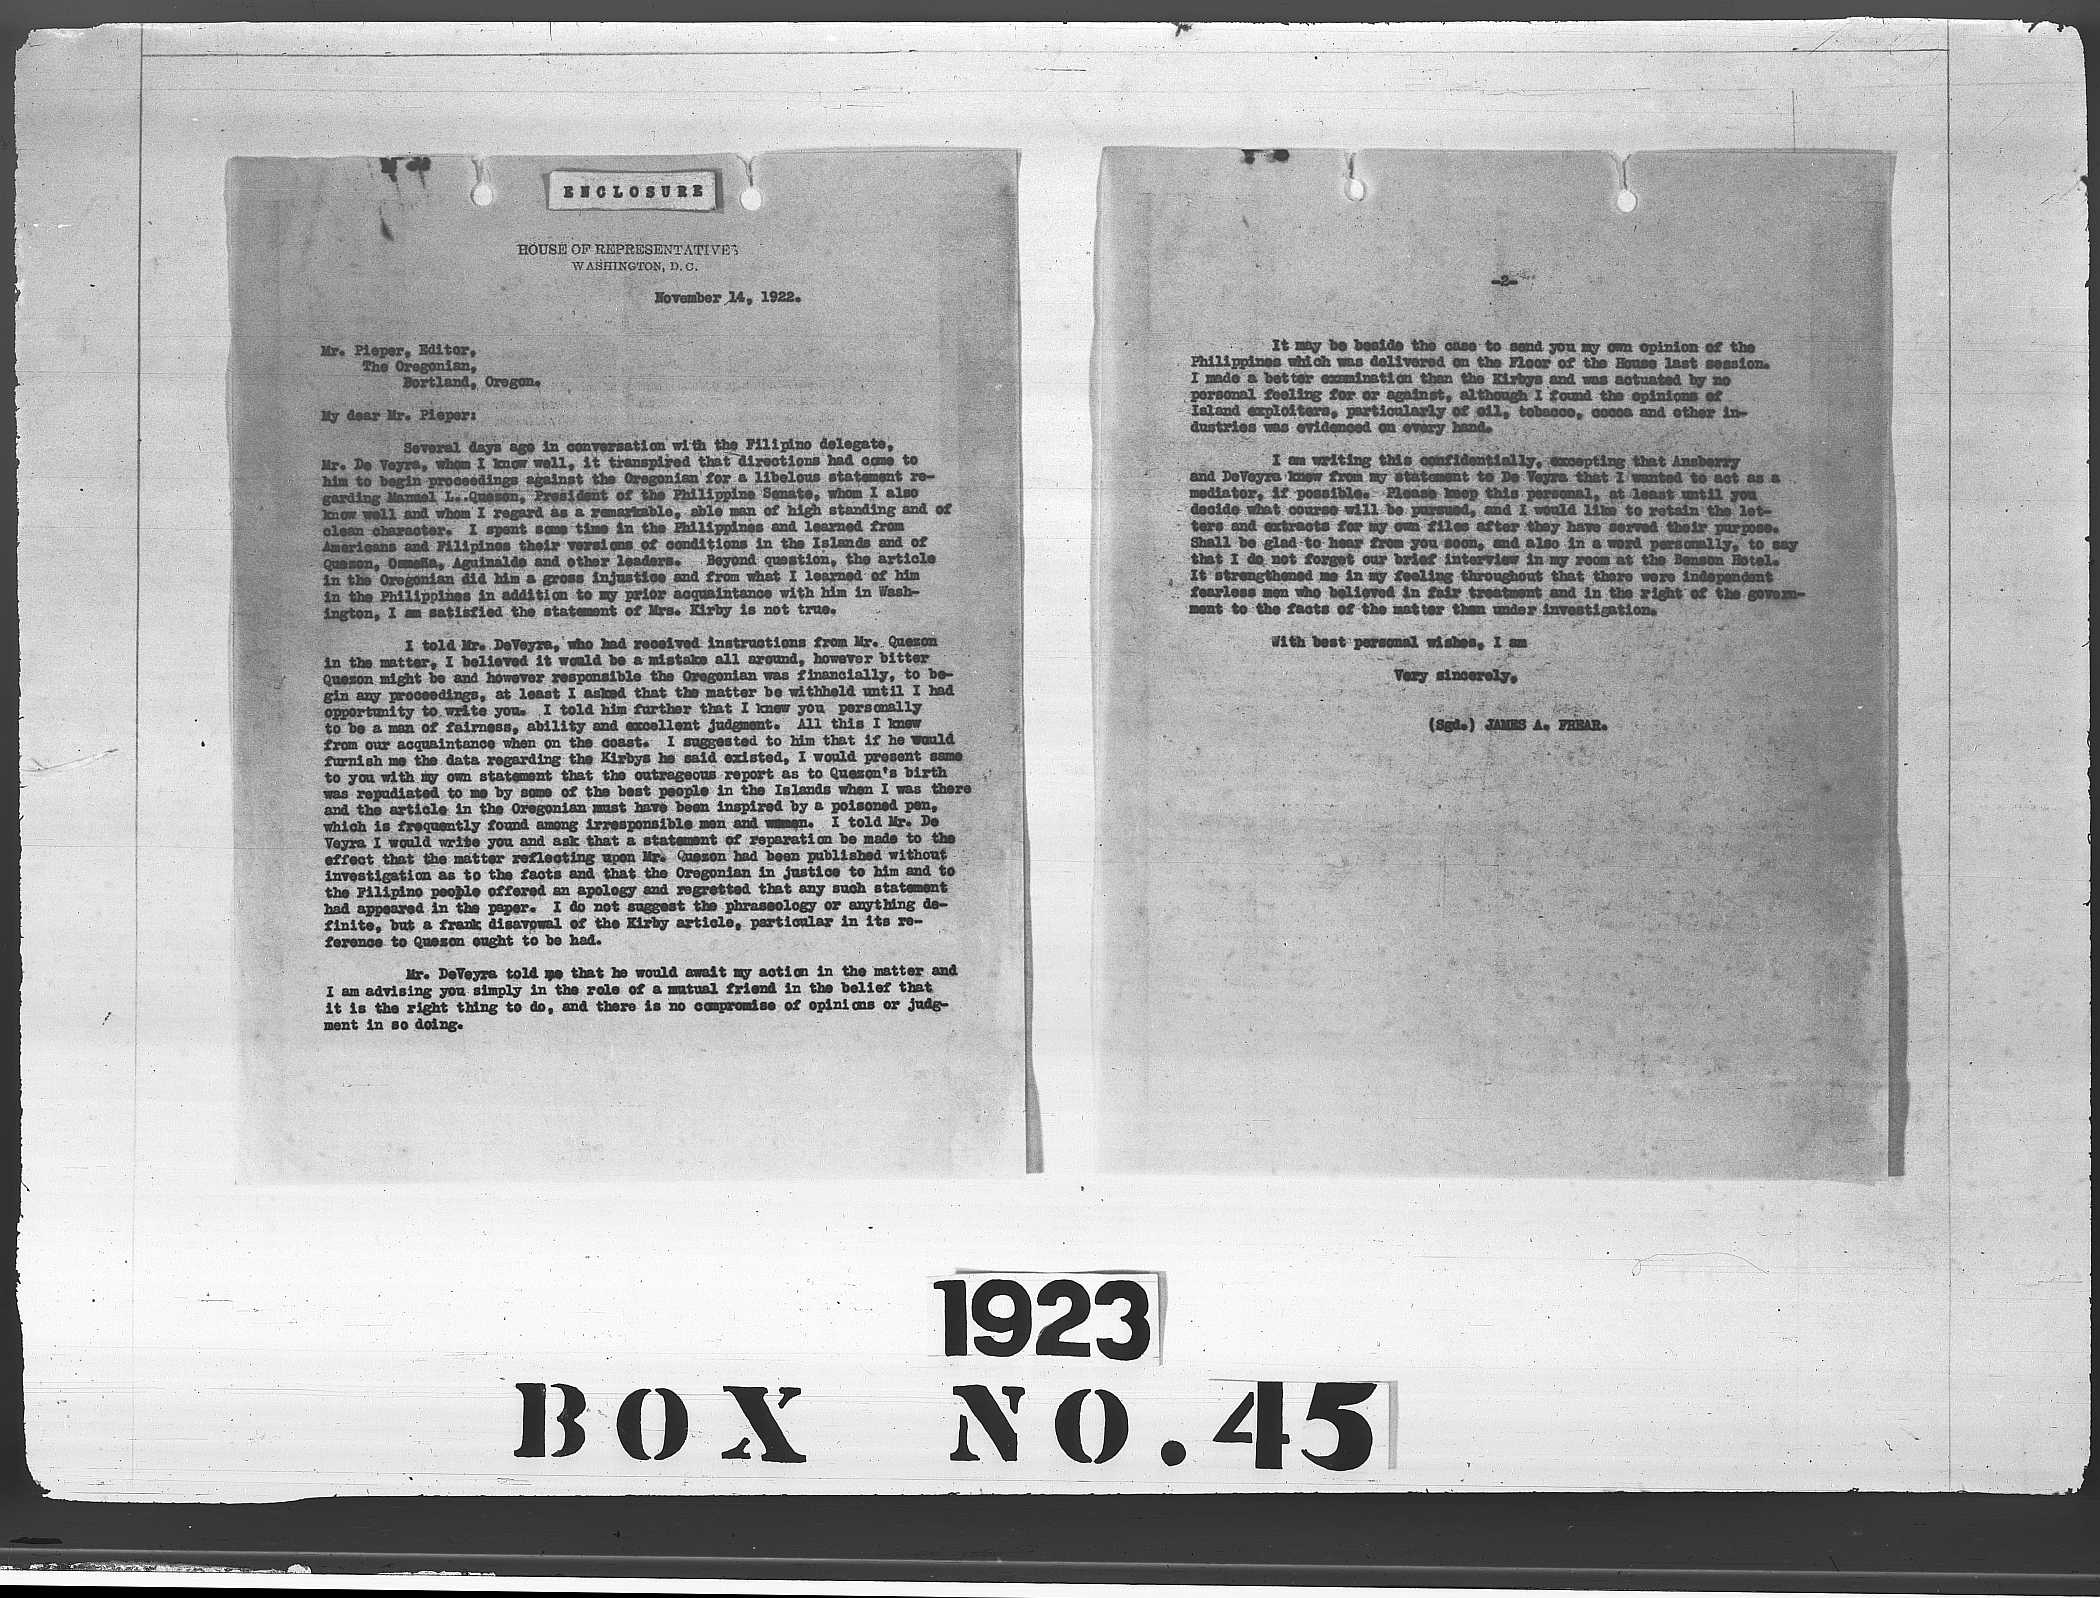 ENCLOSURE
HOUSE OF REPRESENTATIVES
WASHINGTON, D. C.
November 14, 1922.
Mr. Pieper, Editor,
The Oregonian,
Portland, Oregon.
My dear Mr. Pieper:
Several days ago in conversation with the Filipino delegate,
Mr. De Veyra, whom I know well, it transpired that directions had come to
him to begin proceedings against the Oregonian for a libelous statement re-
garding Manuel L. Quezon, President of the Philippine Senate, whom I also
know well and whom I regard as a remarkable, able man of high standing and of
clean character. I spent some time in the Philippines and learned from
Americans and Filipinos their versions of conditions in the Islands and of
Quezon, Osmeña, Aguinaldo and other leaders. Beyond question, the article
in the Oregonian did him a gross injustice and from what I learned of him
in the Philippines in addition to my prior acquaintance with him in Wash-
ington, I am satisfied the statement of Mrs. Kirby is not true.
I told Mr. DeVeyra, who had received instructions from Mr. Quezon
in the matter, I believed it would be a mistake all around, however bitter
Quezon might be and however responsible the Oregonian was financially, to be-
gin any proceedings, at least I asked that the matter be withheld until I had
opportunity to write you. I told him further that I knew you personally
to be a man of fairness, ability and excellent judgment. All this I knew
from our acquaintance when on the coast. I suggested to him that if he would
furnish me the data regarding the Kirbys he said existed, I would present same
to you with my own statement that the outrageous report as to Quezon's birth
was repudiated to me by some of the best people in the Islands when I was there
and the article in the Oregonian must have been inspired by a poisoned pen,
which is frequently found among irresponsible men and women. I told Mr. De
Veyra I would write you and ask that a statement of reparation be made to the
effect that the matter reflecting upon Mr. Quezon had been published without
investigation as to the facts and that the Oregonian in justice to him and to
the Filipino people offered an apology and regretted that any such statement
had appeared in the paper. I do not suggest the phraseology or anything de-
finite, but a frank disavowal of the Kirby article, particular in its re-
ference to Quezon ought to be had.
Mr. DeVeyra told me that he would await my action in the matter and
I am advising you simply in the role of a mutual friend in the belief that
it is the right thing to do, and there is no compromise of opinions or judg-
ment in so doing.
-2-
It may be beside the case to send you my own opinion of the
Philippines which was delivered on the Floor of the House last session.
I made a better examination than the Kirbys and was actuated by no
personal feeling for or against, although I found the opinions of
Island exploiters, particularly of oil, tobacco, cocoa and other in-
dustries was evidenced on every hand.
I am writing this confidentially, excepting that Ansberry
and DeVeyra know from my statement to De Veyra that I wanted to act as a
mediator, if possible. Please keep this personal, at least until you
decide what course will be pursued, and I would like to retain the let-
ters and extracts for my own files after they have served their purpose.
Shall be glad to hear from you soon, and also in a word personally, to say
that I do not forget our brief interview in my room at the Benson Hotel.
It strengthened me in my feeling throughout that there were independent
fearless men who believed in fair treatment and in the right of the govern-
ment to the facts of the matter then under investigation.
With best personal wishes, I am
Very sincerely,
(Sgd.) JAMES A. FREAR.
1923
BOX NO. 45